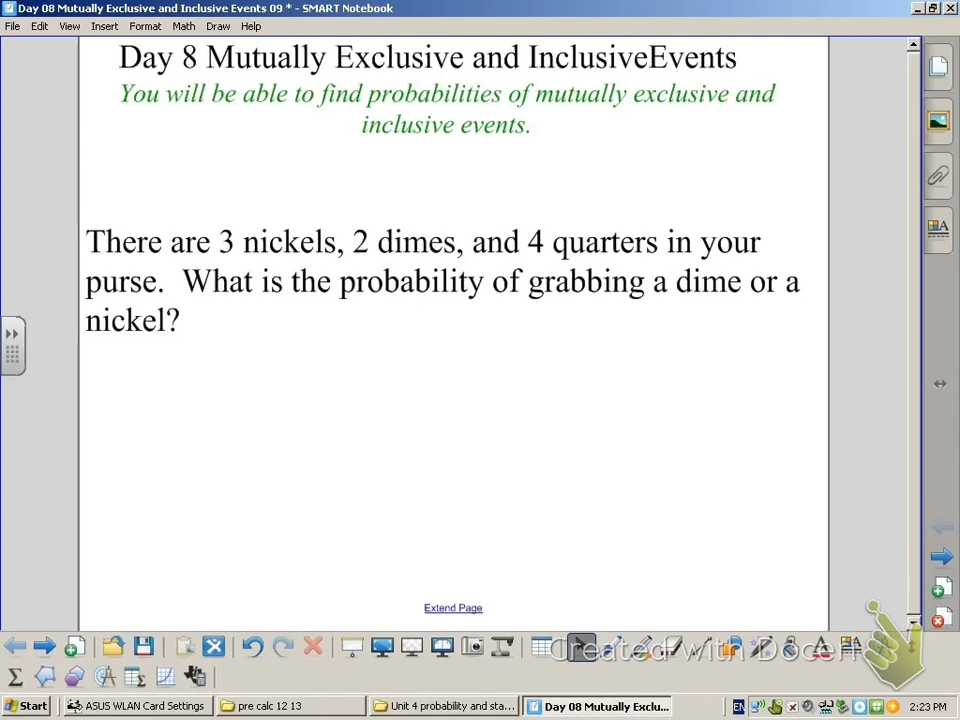 Day 08 Mutually Exclusive and Inclusive Events 09 * - SMART Notebook
File Edit View Insert Format Math Draw Help
Day 8 Mutually Exclusive and InclusiveEvents
You will be able to find probabilities of mutually exclusive and
inclusive events.
There are 3 nickels, 2 dimes, and 4 quarters in your
purse. What is the probability of grabbing a dime or a
nickel?
Extend Page
Created with
Start ASUS WLAN Card Settings pre calc 12 13 Unit 4 probability and sta... Day 08 Mutually Exclu... EN 2:23 PM